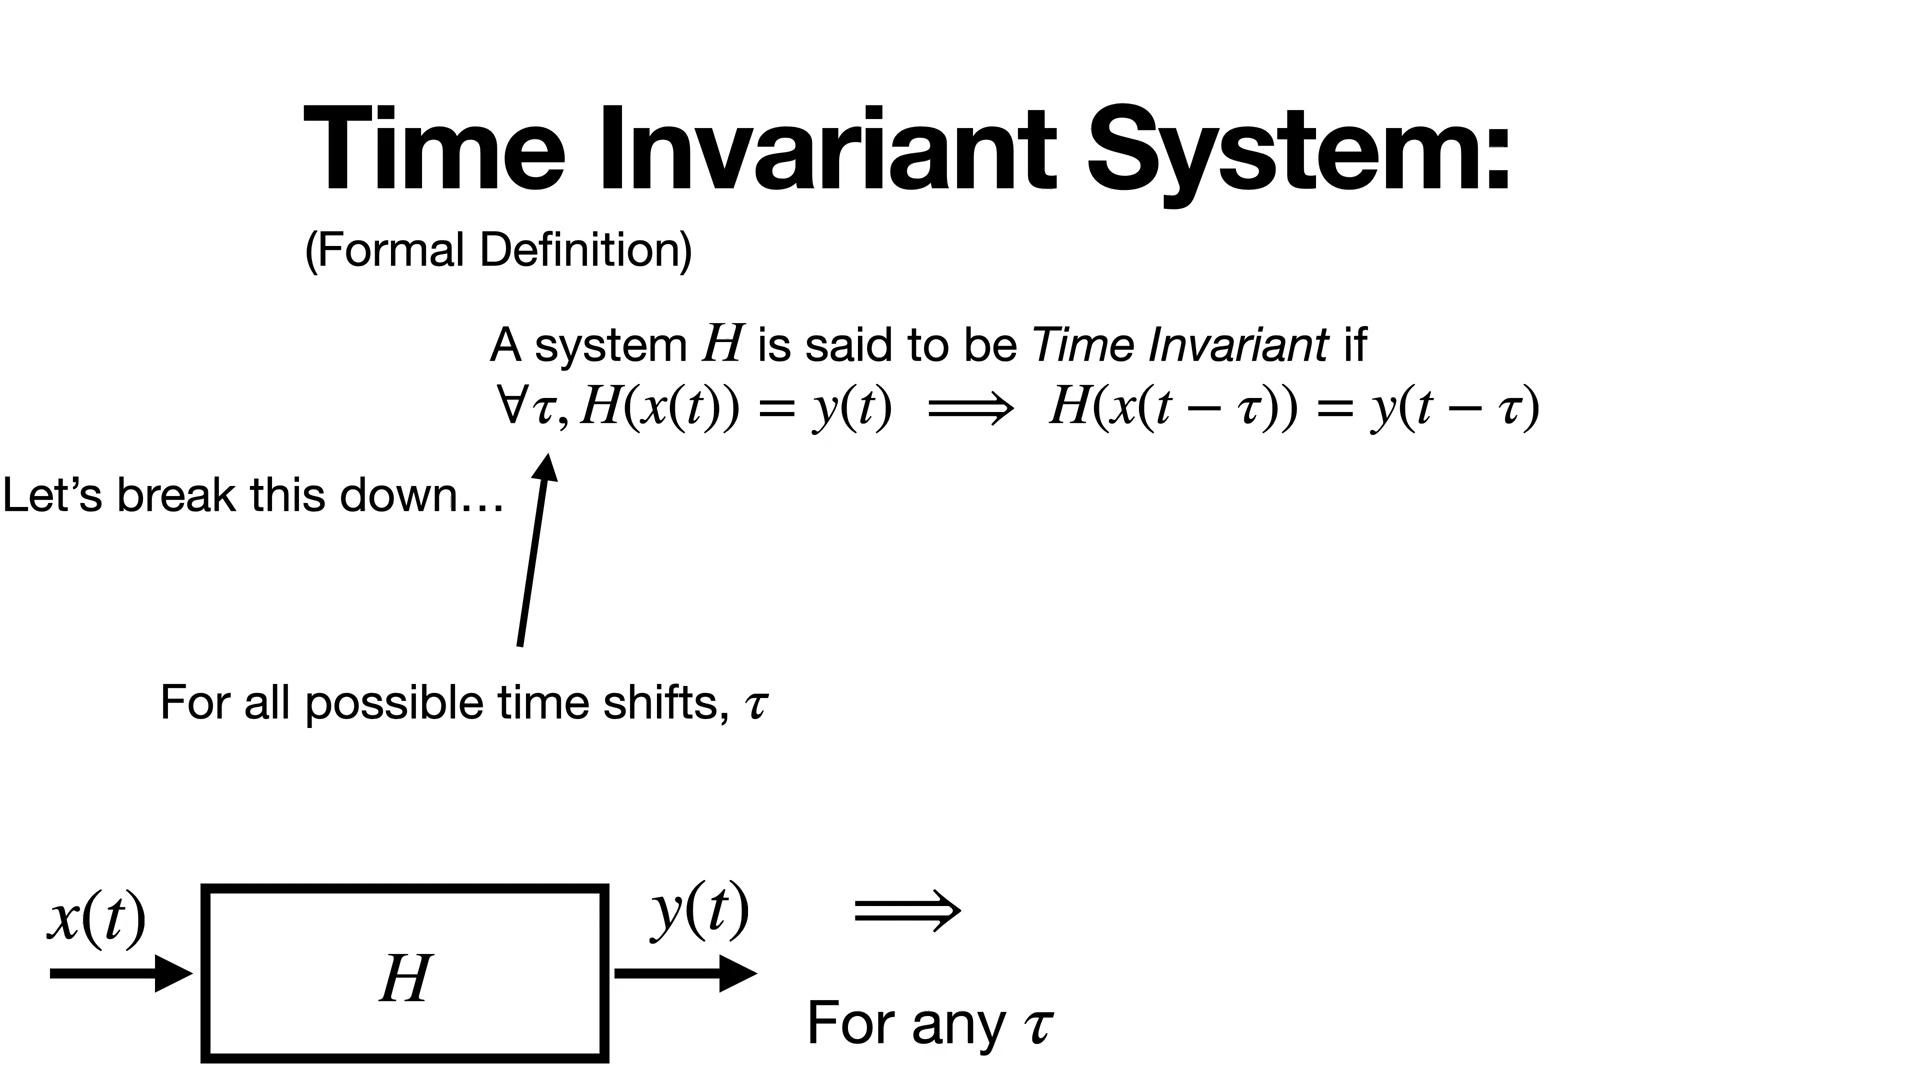 Time Invariant System:
(Formal Definition)
A system H is said to be Time Invariant if
∀τ, H(x(t)) = y(t) ⟹ H(x(t − τ)) = y(t − τ)
Let’s break this down…
For all possible time shifts, τ
x(t)
H
y(t)
⟹
For any τ